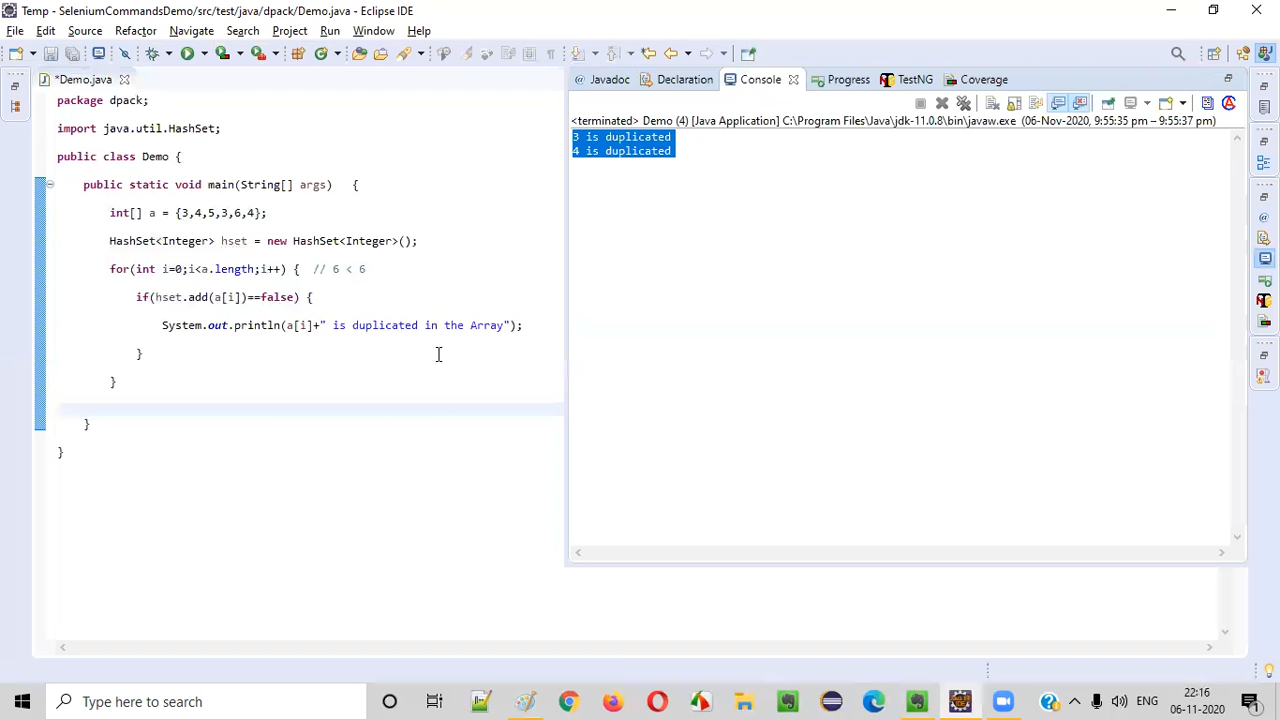 Temp - SeleniumCommandsDemo/src/test/java/dpack/Demo.java - Eclipse IDE
File Edit Source Refactor Navigate Search Project Run Window Help
*Demo.java
Javadoc Declaration Console Progress TestNG Coverage
package dpack;
import java.util.HashSet;
public class Demo {
public static void main(String[] args) {
int[] a = {3,4,5,3,6,4};
HashSet<Integer> hset = new HashSet<Integer>();
for(int i=0;i<a.length;i++) { // 6 < 6
if(hset.add(a[i])==false) {
System.out.println(a[i]+" is duplicated in the Array");
}
}
}
}
<terminated> Demo (4) [Java Application] C:\Program Files\Java\jdk-11.0.8\bin\javaw.exe (06-Nov-2020, 9:55:35 pm – 9:55:37 pm)
3 is duplicated
4 is duplicated
Type here to search
ENG
22:16
06-11-2020